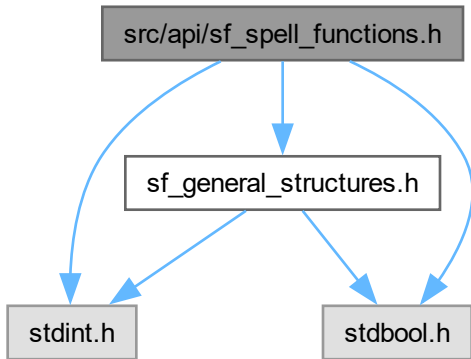 src/api/sf_spell_functions.h
sf_general_structures.h
stdint.h
stdbool.h